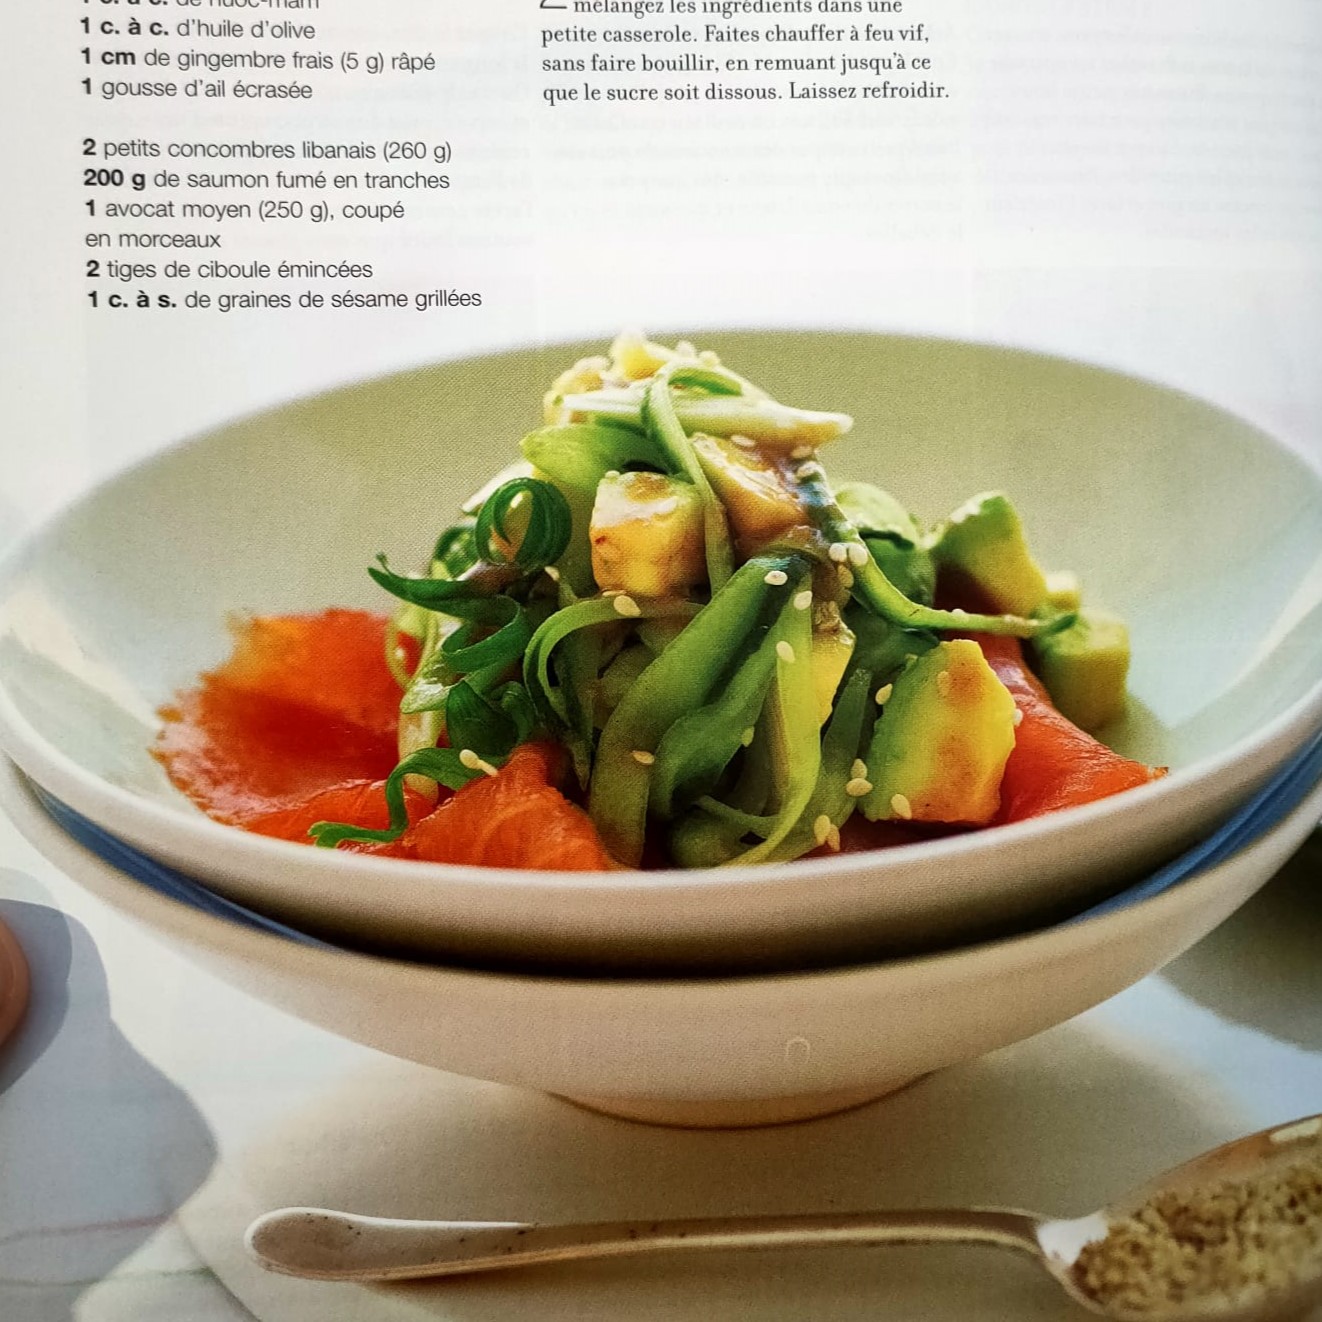 de nuoc-mam
1 c. à c. d'huile d'olive
1 cm de gingembre frais (5 g) râpé
1 gousse d'ail écrasée
2 petits concombres libanais (260 g)
200 g de saumon fumé en tranches
1 avocat moyen (250 g), coupé
en morceaux
2 tiges de ciboule émincées
1 c. à s. de graines de sésame grillées
mélangez les ingrédients dans une
petite casserole. Faites chauffer à feu vif,
sans faire bouillir, en remuant jusqu'à ce
que le sucre soit dissous. Laissez refroidir.